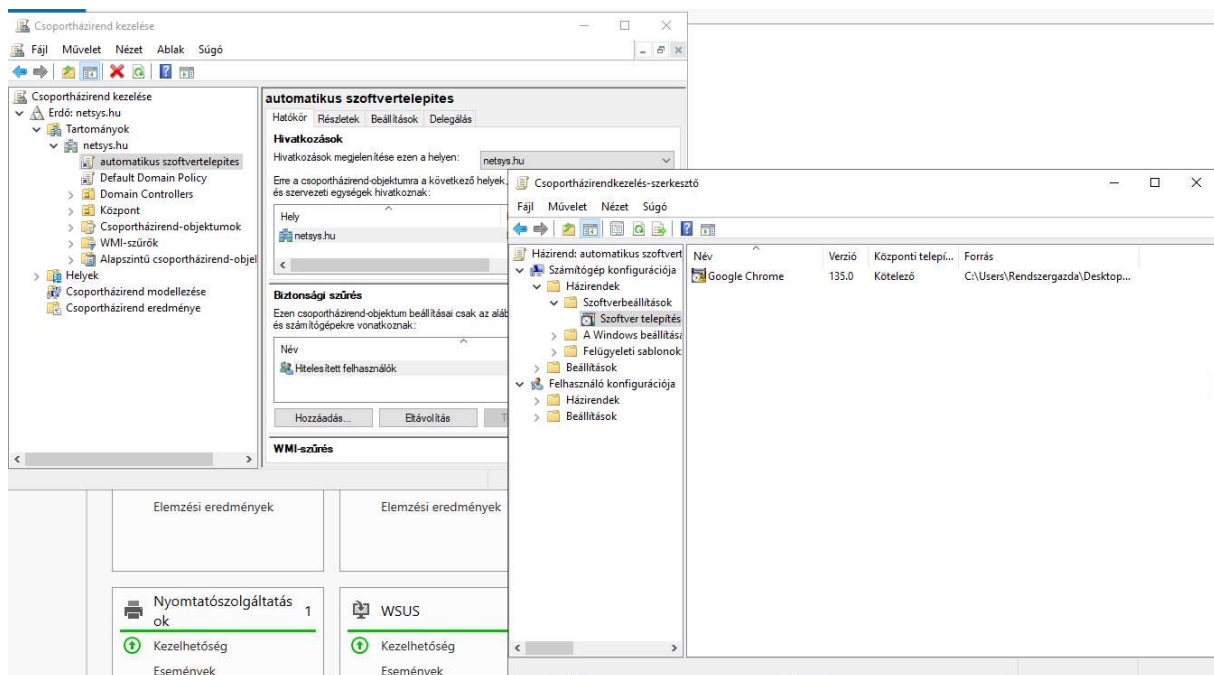 Csoportházirend kezelése
Fájl Művelet Nézet Ablak Súgó
Csoportházirend kezelése
Erdő: netsys.hu
Tartományok
netsys.hu
automatikus szoftvertelepites
Default Domain Policy
Domain Controllers
Központ
Csoportházirend-objektumok
WMI-szűrők
Alapszintű csoportházirend-objel
Helyek
Csoportházirend modellezése
Csoportházirend eredménye
automatikus szoftvertelepites
Hatókör Részletek Beállítások Delegálás
Hivatkozások
Hivatkozások megjelenítése ezen a helyen: netsys.hu
Erre a csoportházirend-objektumra a következő helyek,
és szervezeti egységek hivatkoznak:
Hely
netsys.hu
Biztonsági szűrés
Ezen csoportházirend-objektum beállításai csak az aláb
és számítógépekre vonatkoznak:
Név
Hitelesített felhasználók
Hozzáadás... Eltávolítás T
WMI-szűrés
Csoportházirendkezelés-szerkesztő
Fájl Művelet Nézet Súgó
Házirend: automatikus szoftvert
Számítógép konfigurációja
Házirendek
Szoftverbeállítások
Szoftver telepítés
A Windows beállítása
Felügyeleti sablonok
Beállítások
Felhasználó konfigurációja
Házirendek
Beállítások
Név Verzió Központi telepí... Forrás
Google Chrome 135.0 Kötelező C:\Users\Rendszergazda\Desktop...
Elemzési eredmények Elemzési eredmények
Nyomtatószolgáltatás
ok
1
Kezelhetőség
Események
WSUS
Kezelhetőség
Események